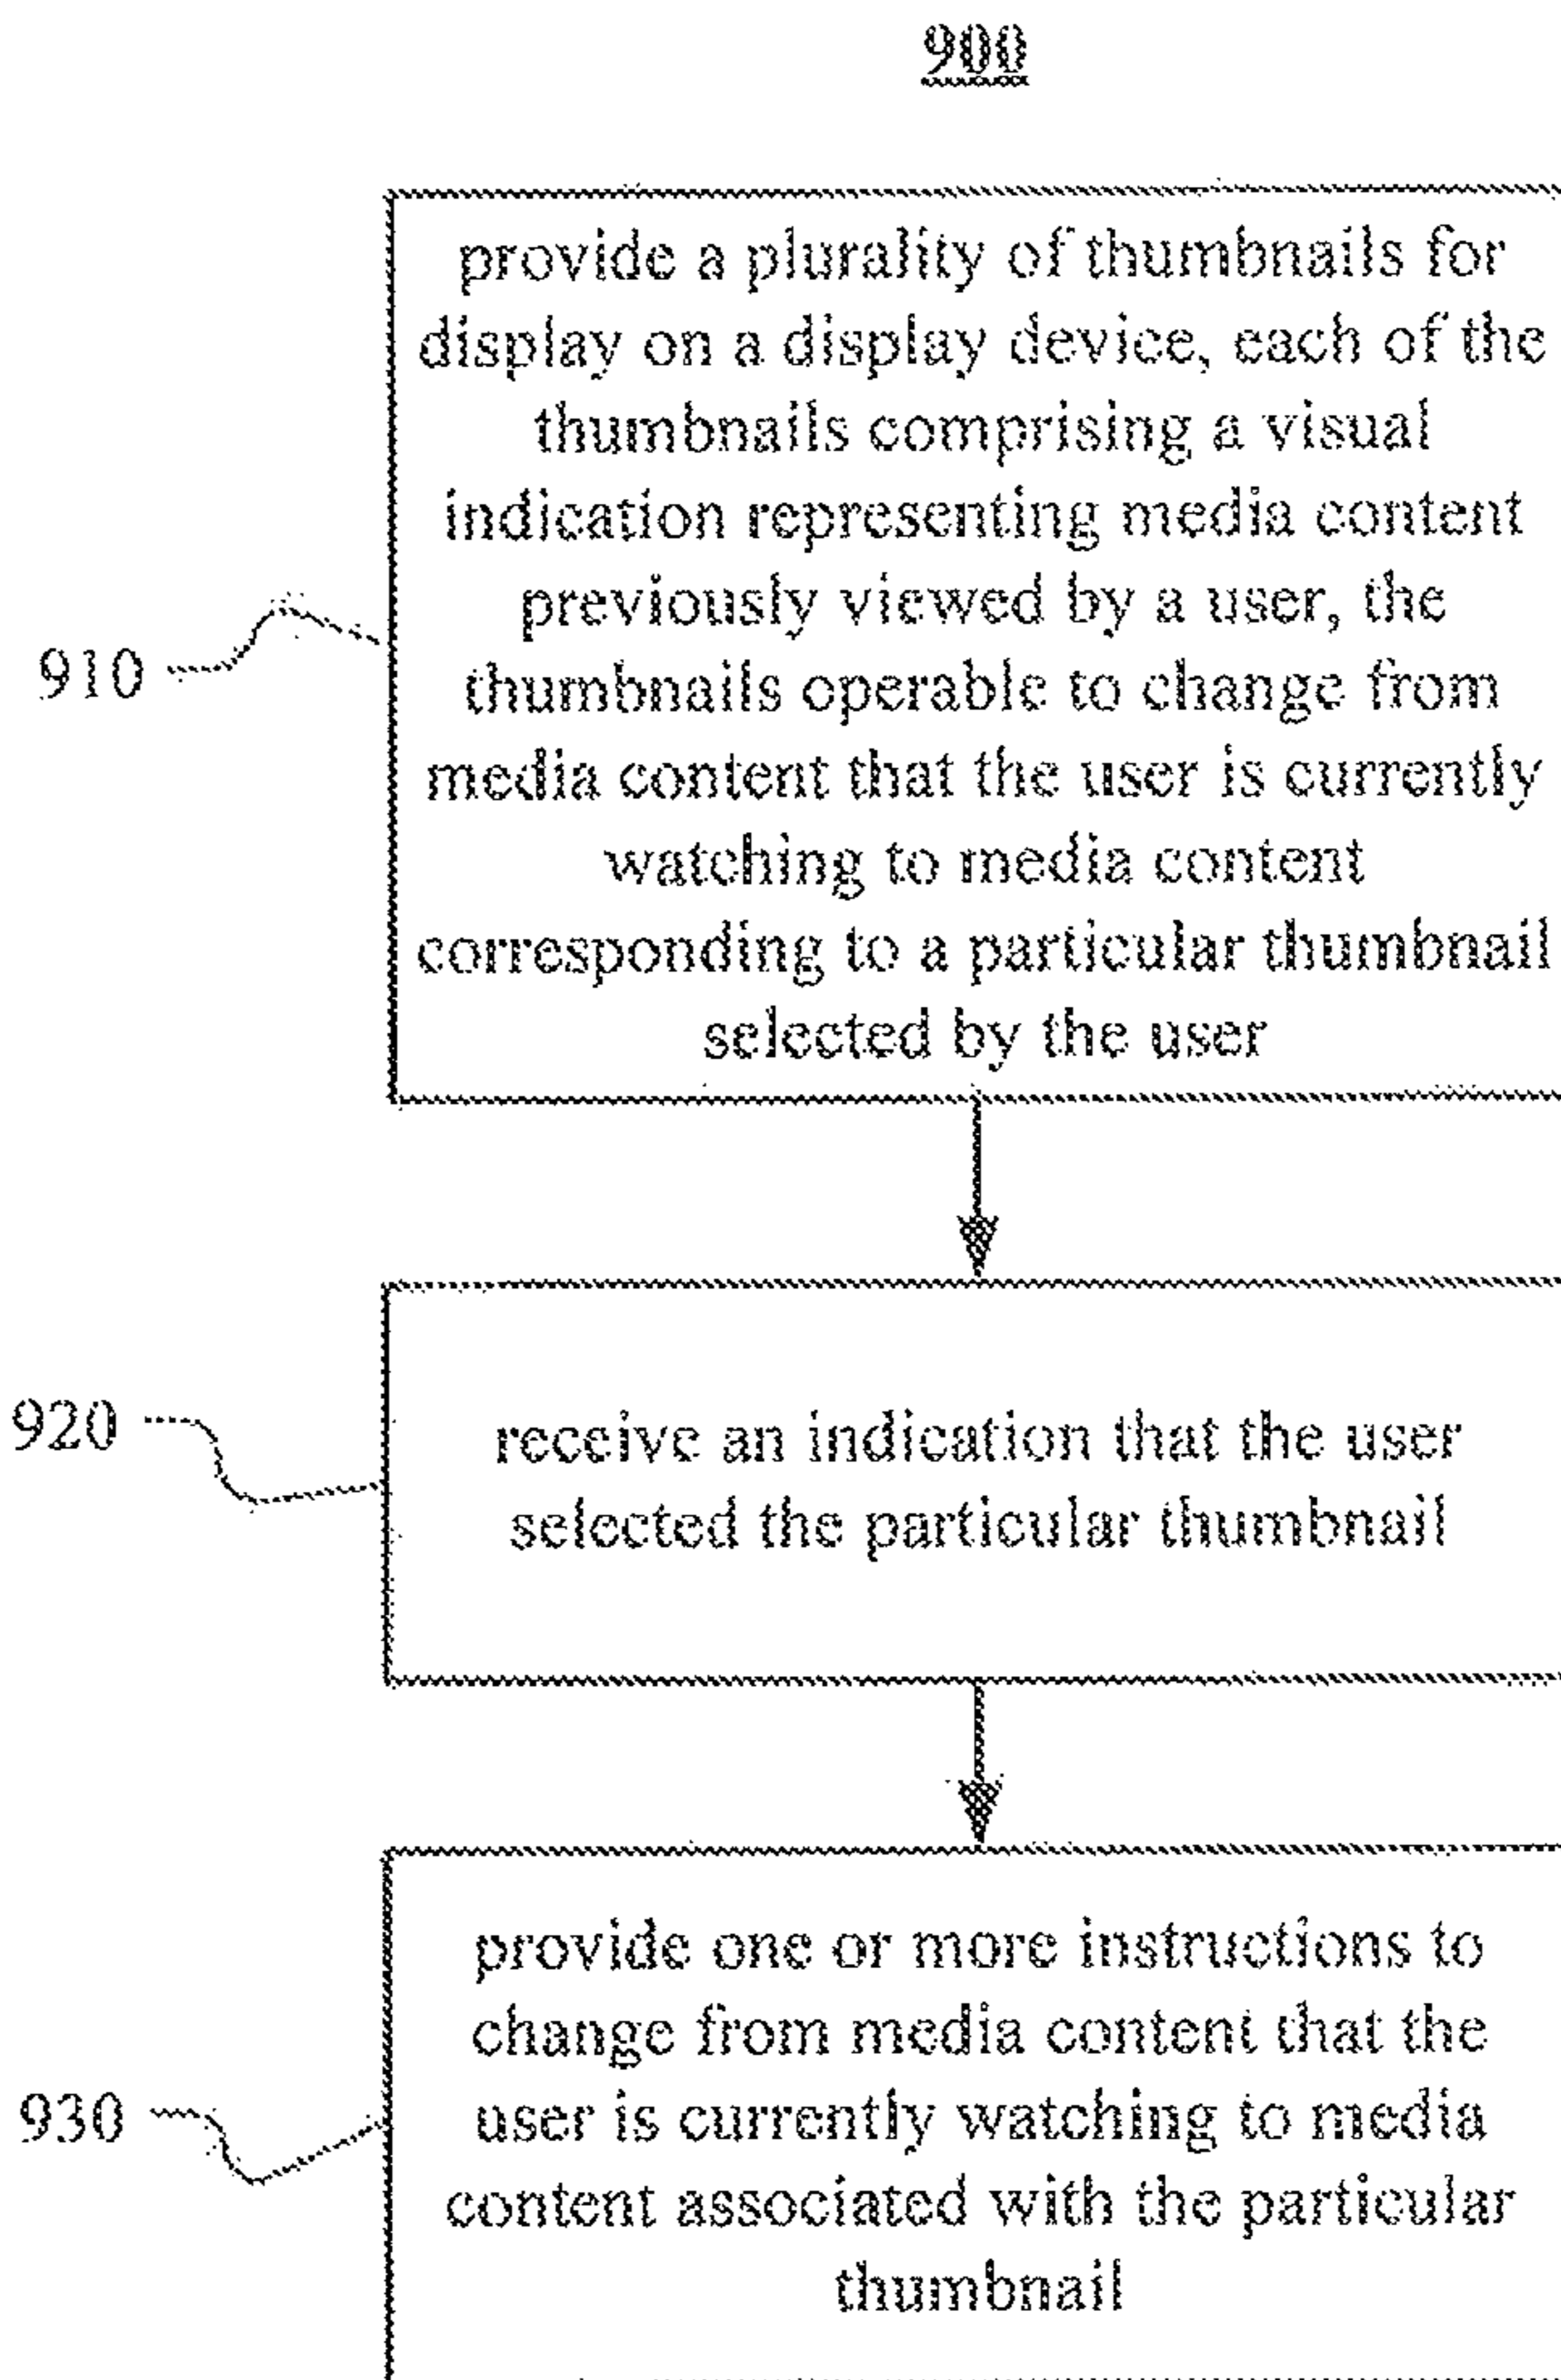 900
provide a plurality of thumbnails for
display on a display device, each of the
thumbnails comprising a visual
indication representing media content
previously viewed by a user, the
910
thumbnails operable to change from
media content that the user is currently
watching to media content
corresponding to a particular thumbnail
selected by the user
920
receive an indication that the user
selected the particular thumbnail
provide one or more instructions to
change from media content that the
930
user is currently watching to media
content associated with the particular
thumbnail